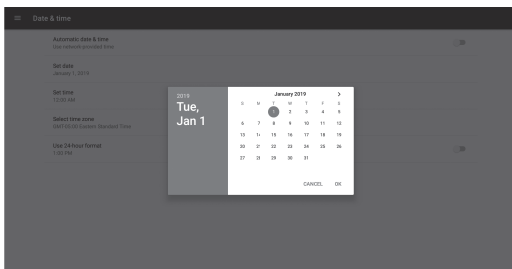 Date & time
Automatic date & time
Use network-provided time
Set date
January 1, 2019
Set time
12:00 AM
Select time zone
Eastern Standard Time
Use 24-hour format
1:00 PM
2019
Tue,
Jan 1
January 2019
S M T W T F S
1 2 3 4 5
6 7 8 9 10 11 12
13 14 15 16 17 18 19
20 21 22 23 24 25 26
27 28 29 30 31
CANCEL OK